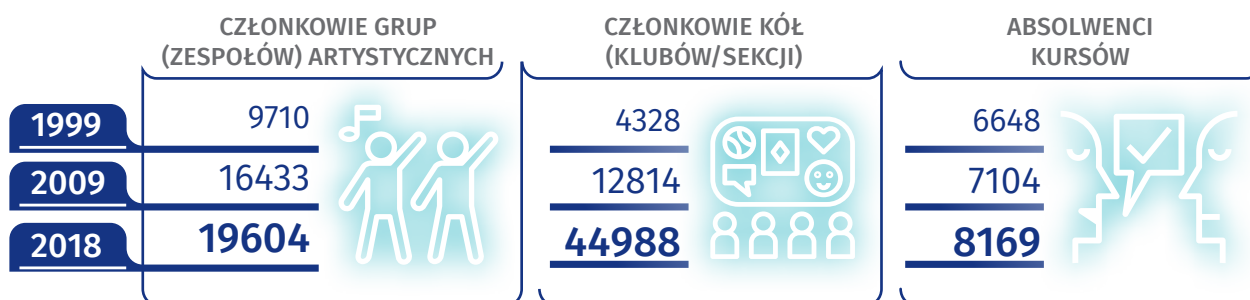 CZŁONKOWIE GRUP
(ZESPOŁÓW) ARTYSTYCZNYCH
CZŁONKOWIE KÓŁ
(KLUBÓW/SEKCJI)
ABSOLWENCI
KURSÓW
1999 9710 4328 6648
2009 16433 12814 7104
2018 19604 44988 8169